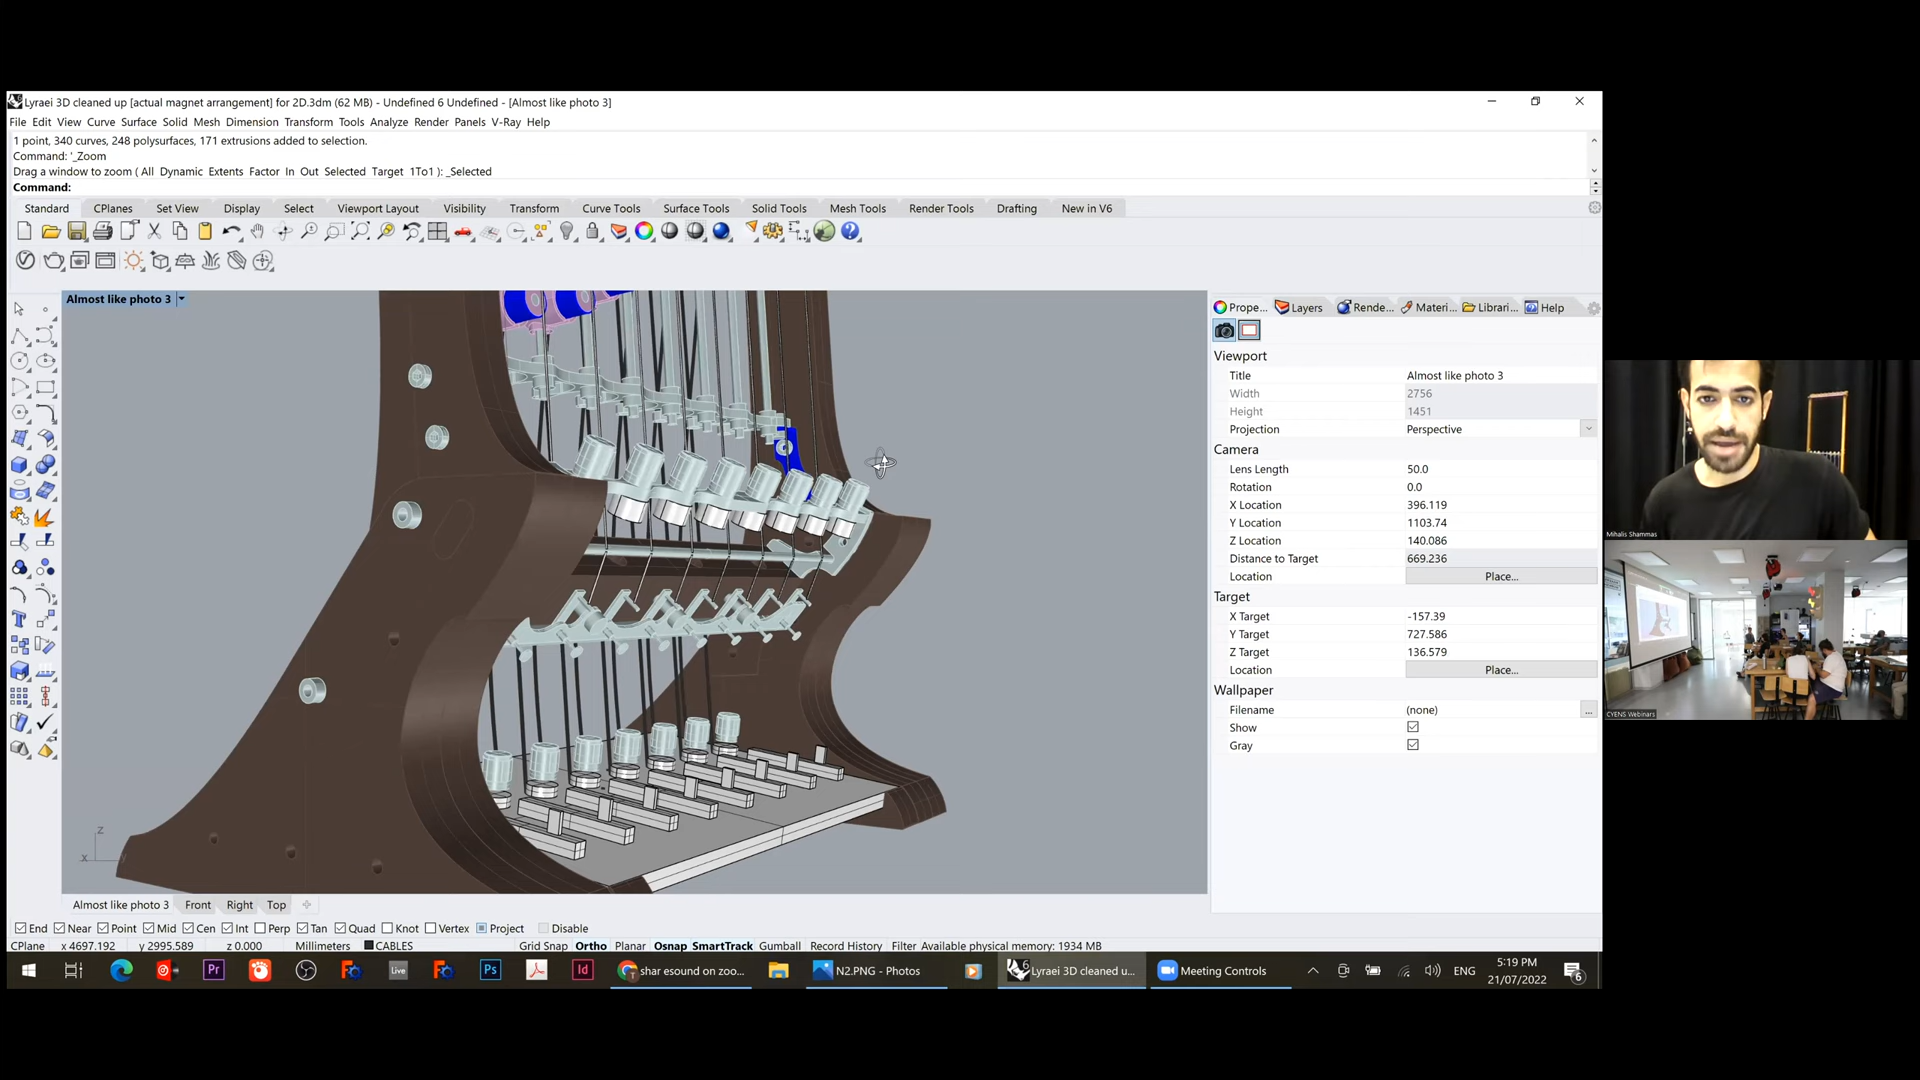 Lyraei 3D cleaned up [actual magnet arrangement] for 2D.3dm (62 MB) - Undefined 6 Undefined - [Almost like photo 3]
File Edit View Curve Surface Solid Mesh Dimension Transform Tools Analyze Render Panels V-Ray Help
1 point, 340 curves, 248 polysurfaces, 171 extrusions added to selection.
Command: '_Zoom
Drag a window to zoom ( All Dynamic Extents Factor In Out Selected Target 1To1 ): _Selected
Command:
Standard CPlanes Set View Display Select Viewport Layout Visibility Transform Curve Tools Surface Tools Solid Tools Mesh Tools Render Tools Drafting New in V6
Almost like photo 3
Prope... Layers Rende... Materi... Librari... Help
Viewport
Title Almost like photo 3
Width 2756
Height 1451
Projection Perspective
Camera
Lens Length 50.0
Rotation 0.0
X Location 396.119
Y Location 1103.74
Z Location 140.086
Distance to Target 669.236
Location Place...
Target
X Target -157.39
Y Target 727.586
Z Target 136.579
Location Place...
Wallpaper
Filename (none) ...
Show
Gray
z
x y
Almost like photo 3 Front Right Top
End Near Point Mid Cen Int Perp Tan Quad Knot Vertex Project Disable
CPlane x 4697.192 y 2995.589 z 0.000 Millimeters CABLES Grid Snap Ortho Planar Osnap SmartTrack Gumball Record History Filter Available physical memory: 1934 MB
Pr Live Ps Id shar esound on zoo... N2.PNG - Photos Lyraei 3D cleaned u... Meeting Controls ENG 5:19 PM
21/07/2022 6
Mihalis Shammas
CYENS Webinars